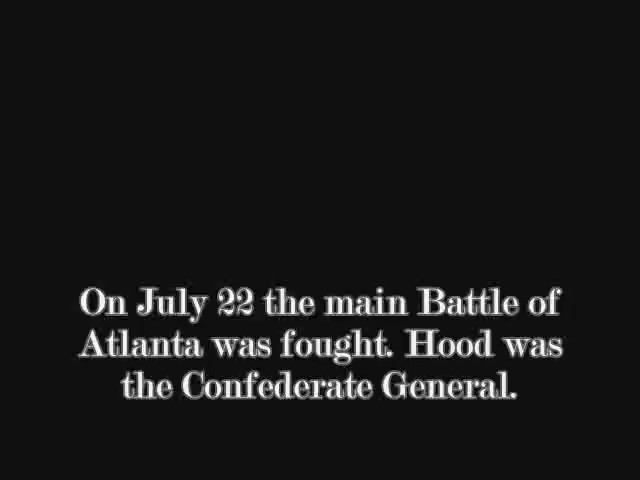 On July 22 the main Battle of
Atlanta was fought. Hood was
the Confederate General.